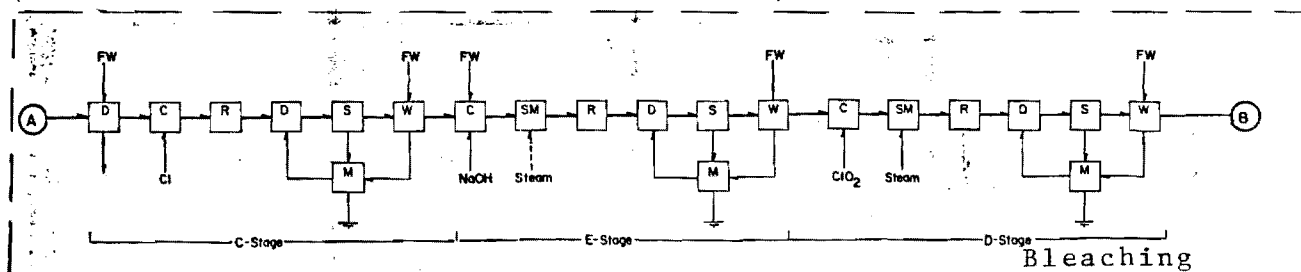 FW FW FW FW FW
A D C R D S W C SM R D S W C SM R D S W B
M M M
Cl NaOH Steam ClO₂ Steam
C-Stage E-Stage D-Stage
Bleaching